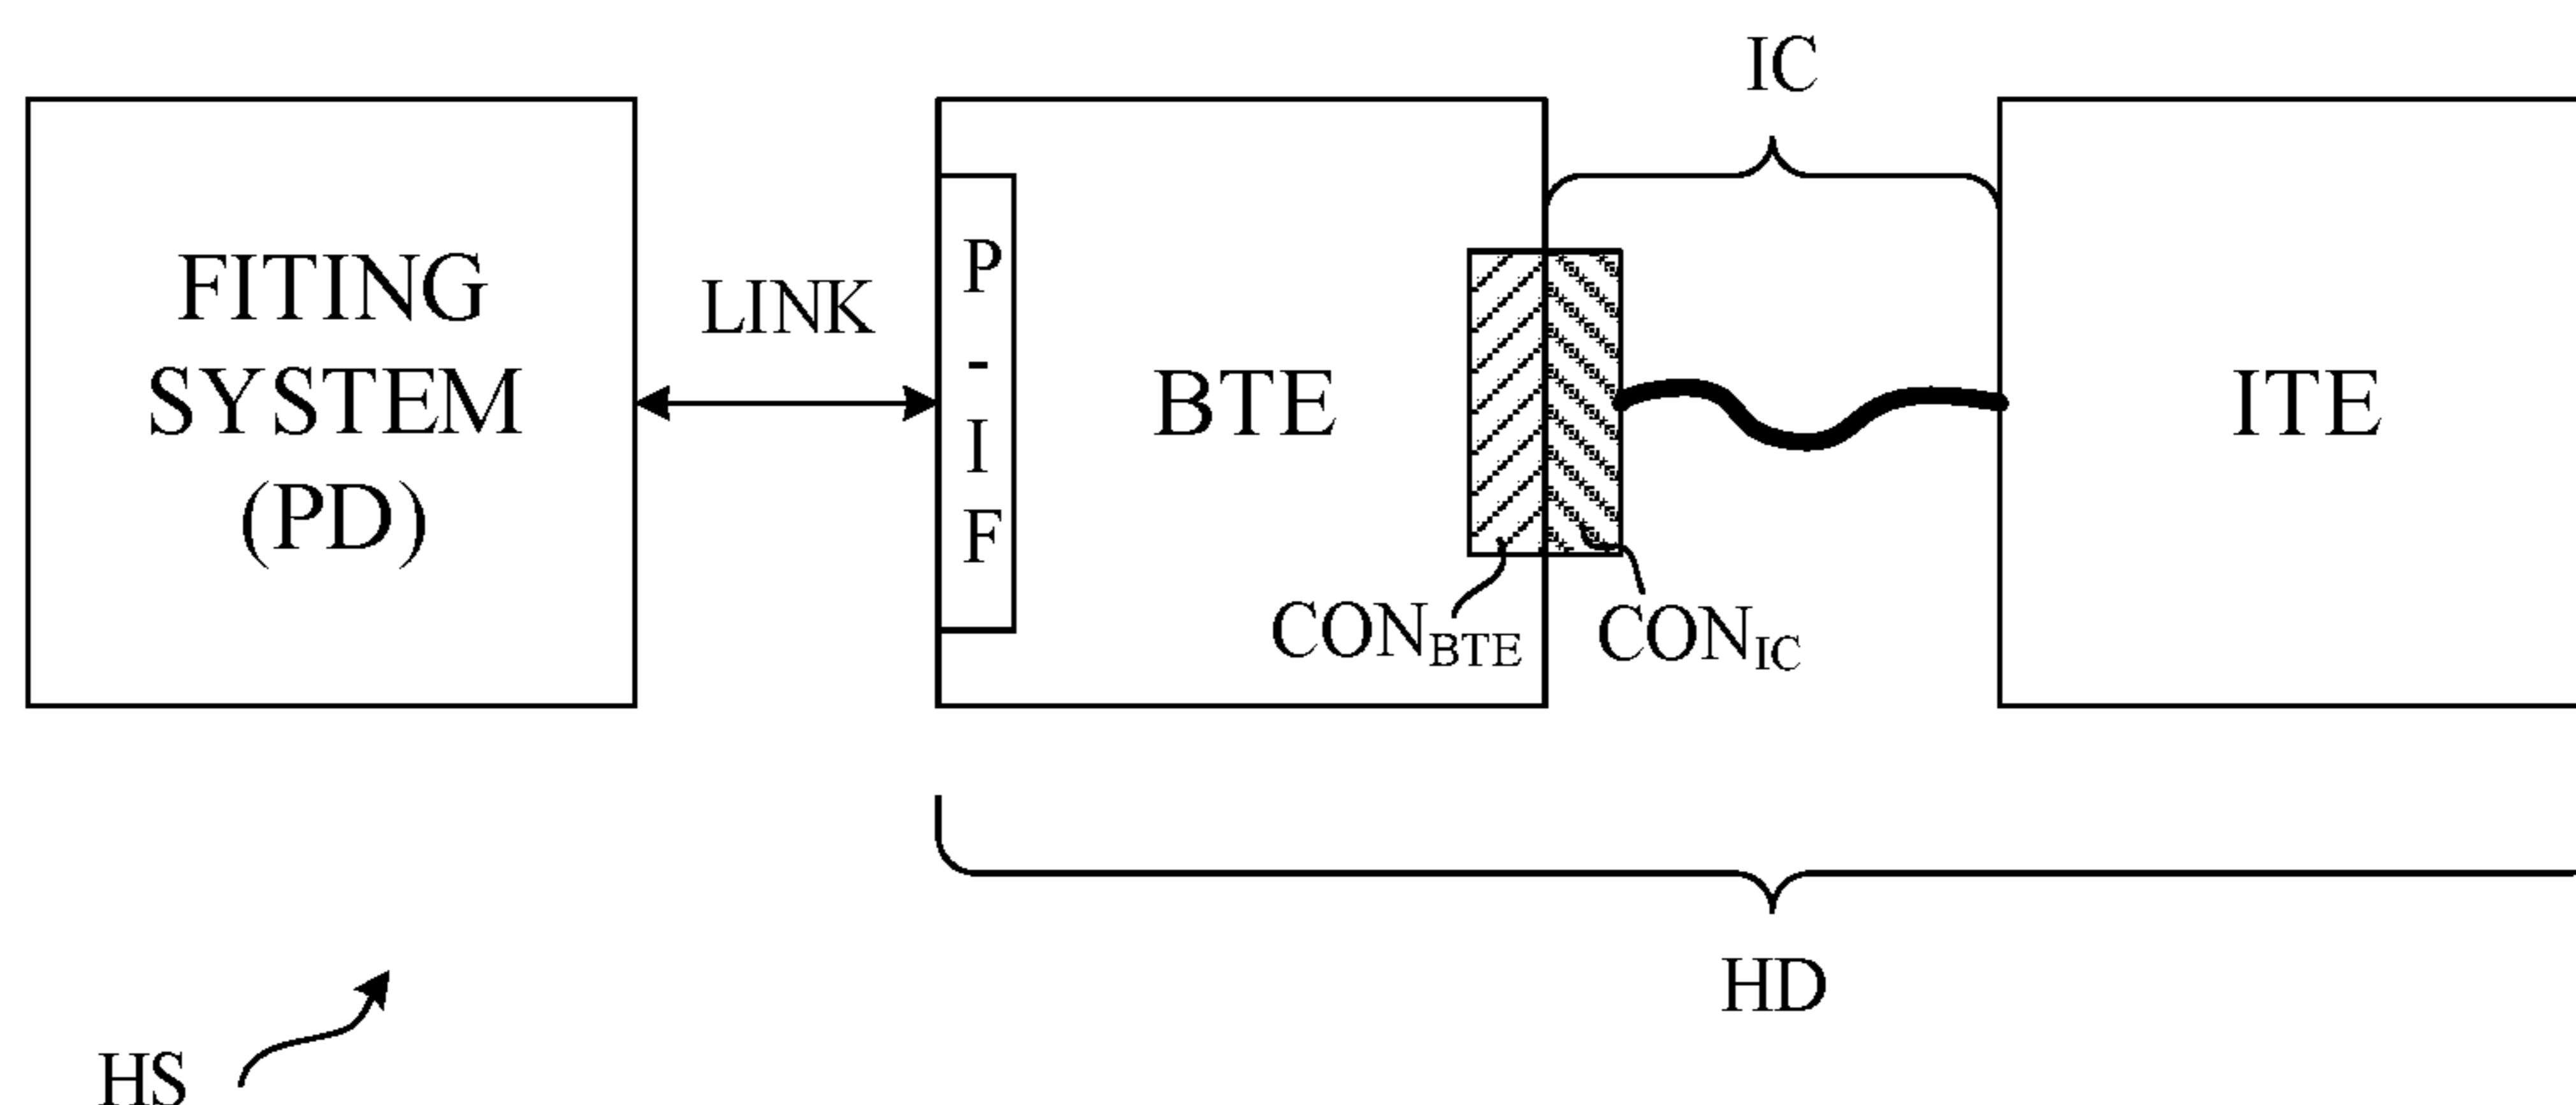 IC
FITING
SYSTEM
(PD)
LINK
P
-
I
F
BTE
ITE
CONBTE
CONIC
HD
HS